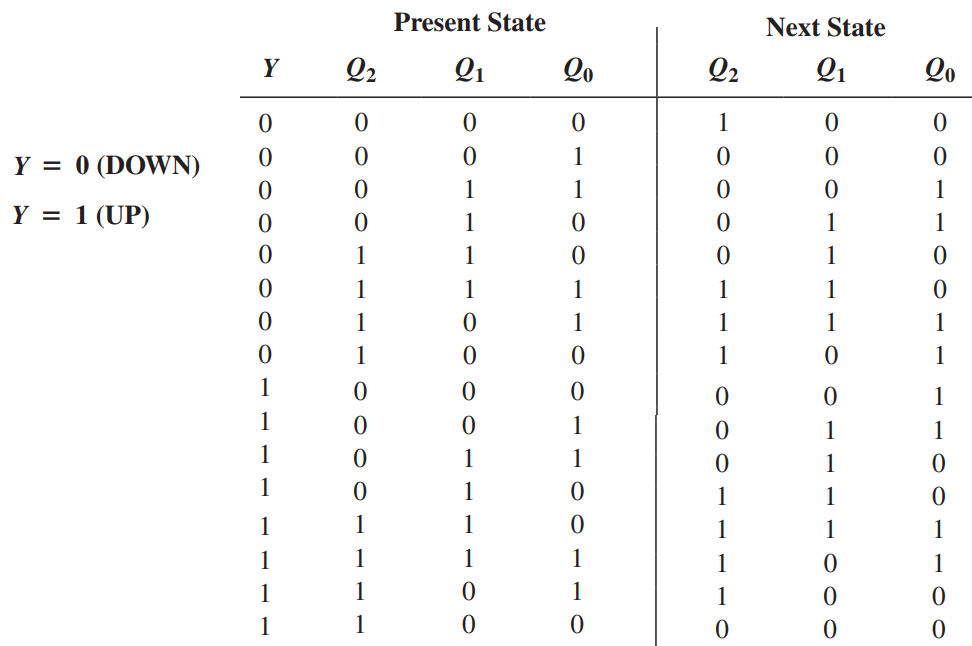 Present State Next State
Y Q2 Q1 Q0 Q2 Q1 Q0
0 0 0 0 1 0 0
0 0 0 1 0 0 0
Y = 0 (DOWN)
0 0 1 1 0 0 1
Y = 1 (UP)
0 0 1 0 0 1 1
0 1 1 0 0 1 0
0 1 1 1 1 1 0
0 1 0 1 1 1 1
0 1 0 0 1 0 1
1 0 0 0 0 0 1
1 0 0 1 0 1 1
1 0 1 1 0 1 0
1 0 1 0 1 1 0
1 1 1 0 1 1 1
1 1 1 1 1 0 1
1 1 0 1 1 0 0
1 1 0 0 0 0 0